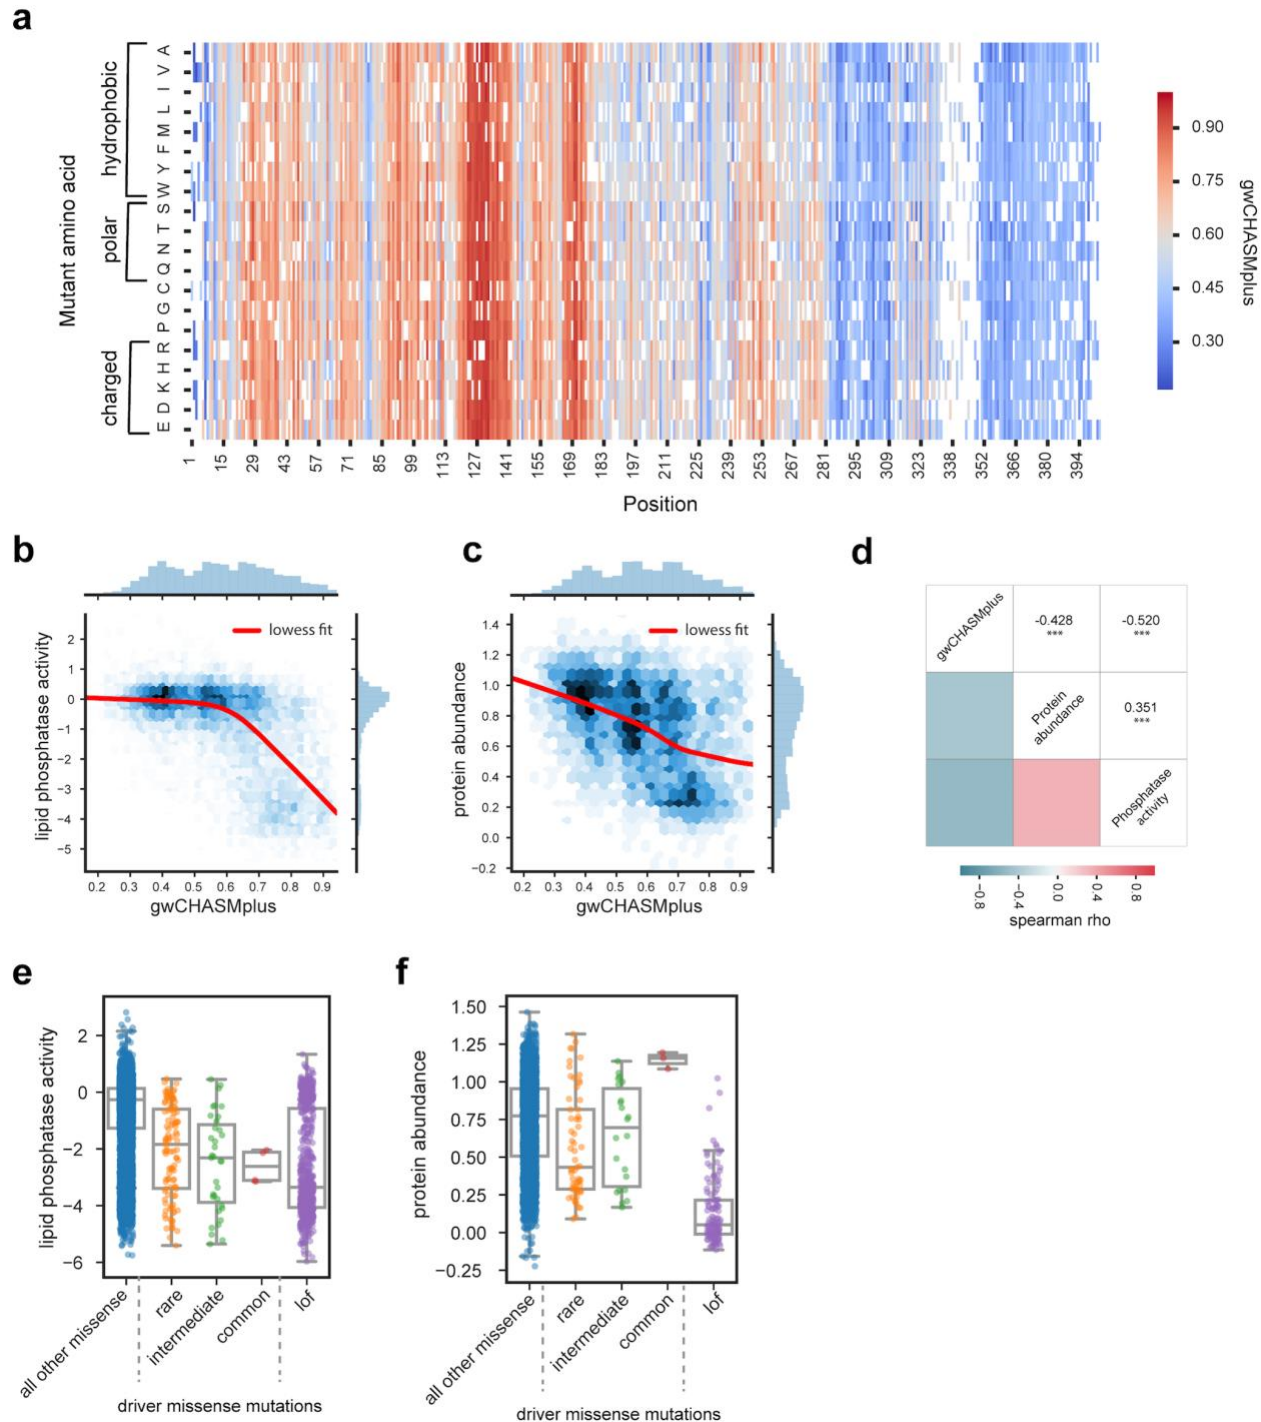 a
Mutant amino acid
hydrophobic
polar
charged
A
V
I
L
M
F
Y
W
S
T
N
Q
C
G
P
R
H
K
D
E
1 15 29 43 57 71 85 99 113 127 141 155 169 183 197 211 225 239 253 267 281 295 309 323 338 352 366 380 394
Position
0.90
0.75
0.60
0.45
0.30
gwCHASMplus
b
lowess fit
lipid phosphatase activity
2
1
0
−1
−2
−3
−4
−5
0.2 0.3 0.4 0.5 0.6 0.7 0.8 0.9
gwCHASMplus
c
lowess fit
protein abundance
1.4
1.2
1.0
0.8
0.6
0.4
0.2
0.0
−0.2
0.2 0.3 0.4 0.5 0.6 0.7 0.8 0.9
gwCHASMplus
d
gwCHASMplus
-0.428
***
-0.520
***
Protein
abundance
0.351
***
Phosphatase
activity
−0.8 −0.4 0.0 0.4 0.8
spearman rho
e
lipid phosphatase activity
2
0
−2
−4
−6
all other missense
rare
intermediate
common
lof
driver missense mutations
f
protein abundance
1.50
1.25
1.00
0.75
0.50
0.25
0.00
−0.25
all other missense
rare
intermediate
common
lof
driver missense mutations